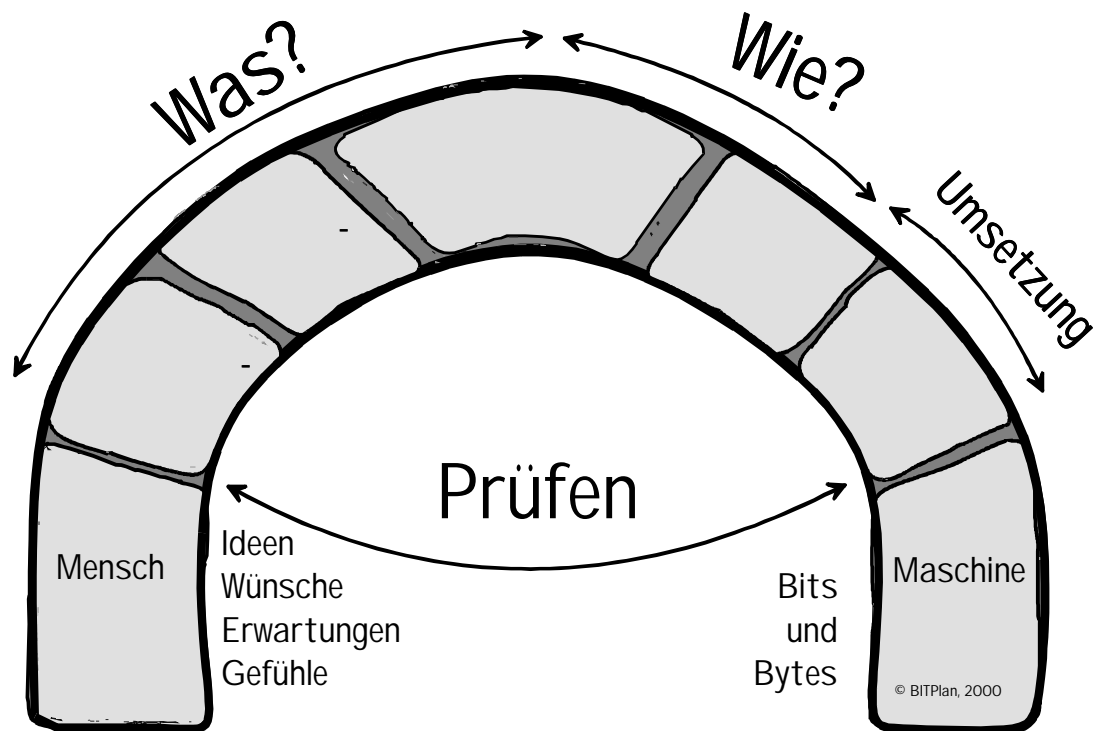 Was?
Wie?
Umsetzung
Prüfen
Mensch
Ideen
Wünsche
Erwartungen
Gefühle
Bits
und
Bytes
Maschine
© BITPlan, 2000